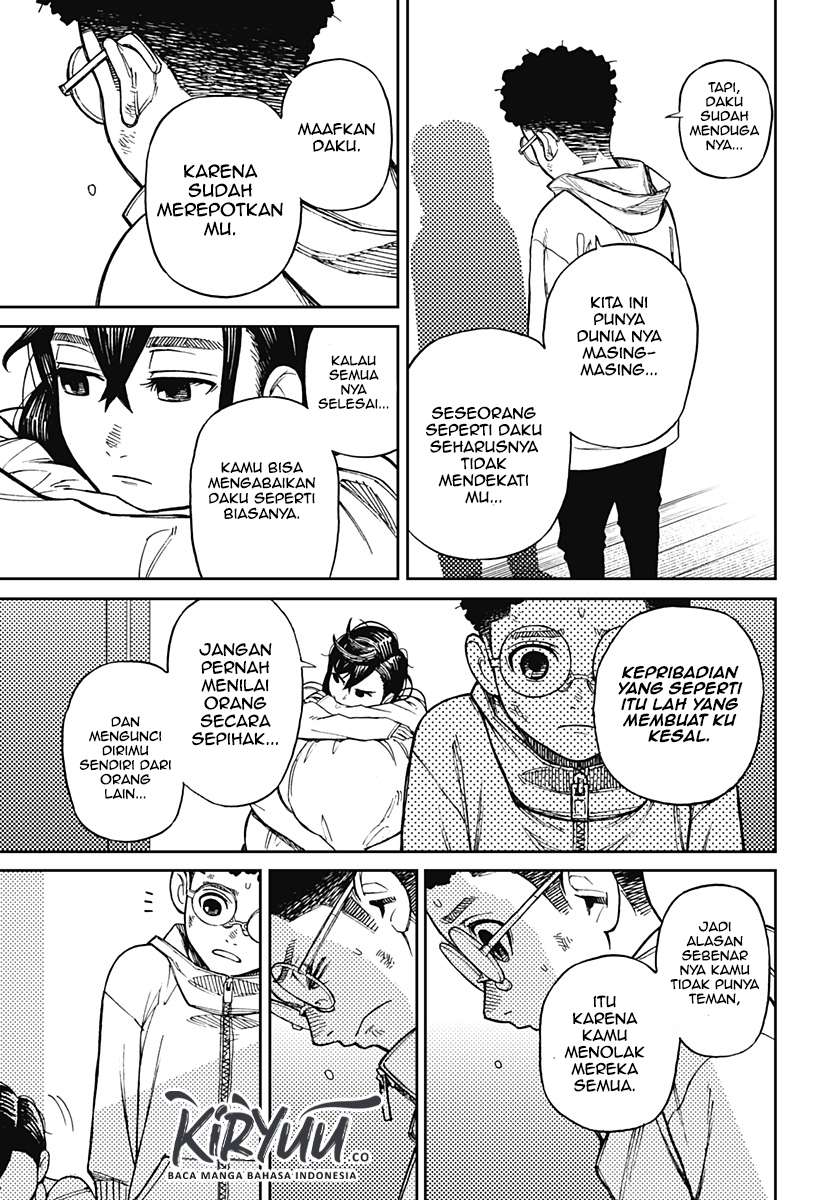 TAPI,
DAKU
SUDAH
MENDUGA
NYA...
KITA INI
PUNYA
DUNIA NYA
MASING-
MASING...
SESEORANG
SEPERTI DAKU
SEHARUSNYA
TIDAK
MENDEKATI
MU...
MAAFKAN
DAKU.
KARENA
SUDAH
MEREPOTKAN
MU.
KALAU
SEMUA
NYA
SELESAI...
KAMU BISA
MENGABAIKAN
DAKU SEPERTI
BIASANYA.
KEPRIBADIAN
YANG SEPERTI
ITU LAH YANG
MEMBUAT KU
KESAL.
JANGAN
PERNAH
MENILAI
ORANG
SECARA
SEPIHAK...
DAN
MENGUNCI
DIRIMU
SENDIRI DARI
ORANG
LAIN...
JADI
ALASAN
SEBENAR
NYA KAMU
TIDAK PUNYA
TEMAN,
ITU
KARENA
KAMU
MENOLAK
MEREKA
SEMUA.
KIRYUU.CO
BACA MANGA BAHASA INDONESIA